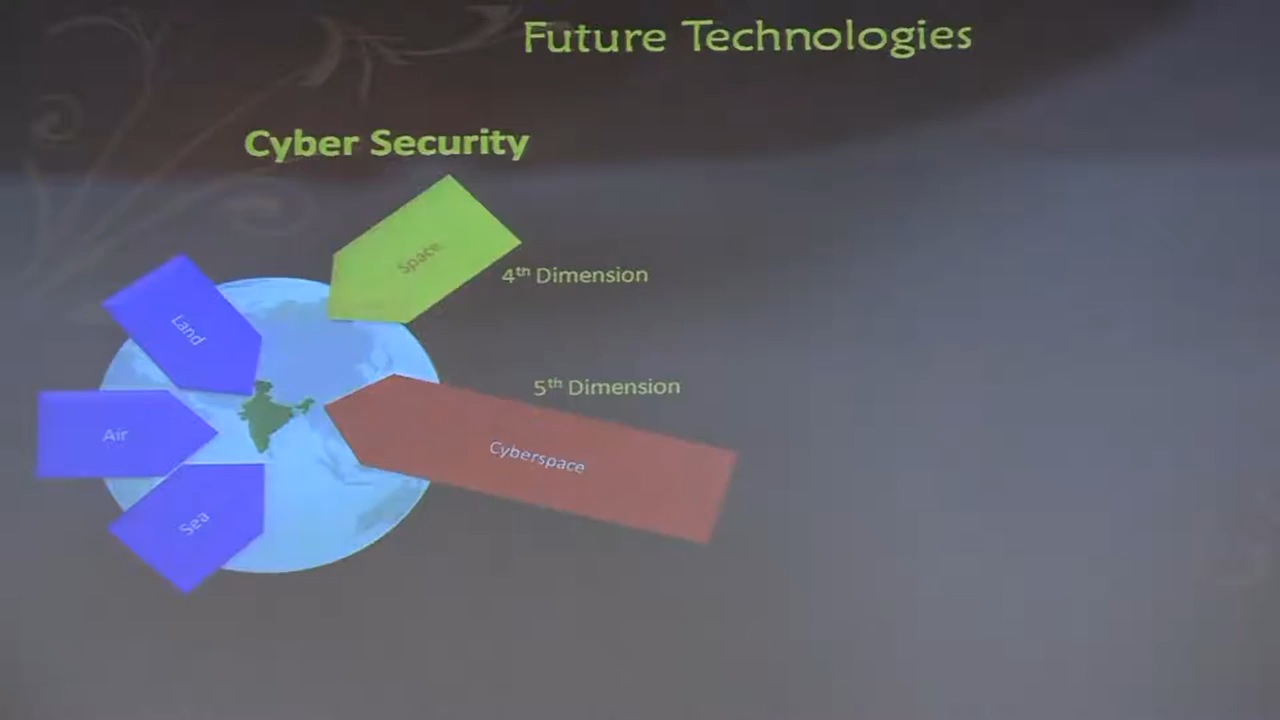 Future Technologies
Cyber Security
Space
4th Dimension
Land
5th Dimension
Air
Cyberspace
Sea